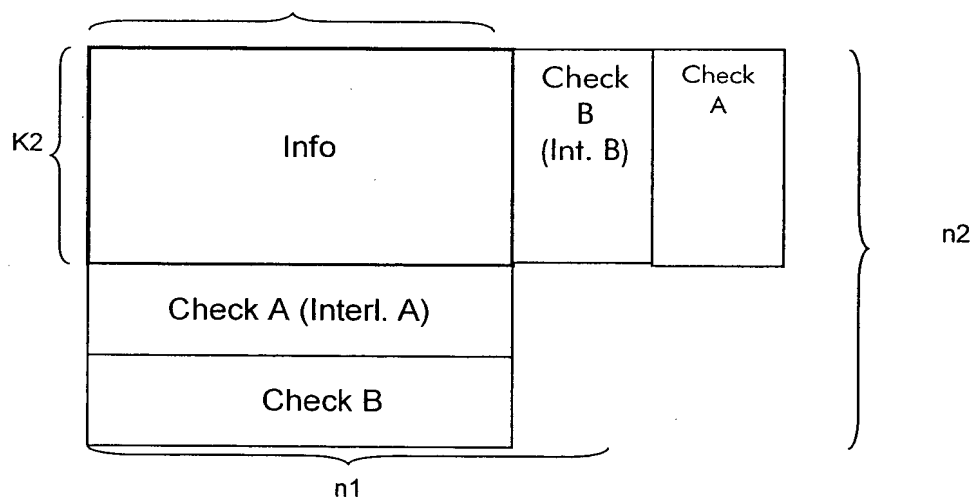 K2
Info
Check
B
(Int. B)
Check
A
n2
Check A (Interl. A)
Check B
n1